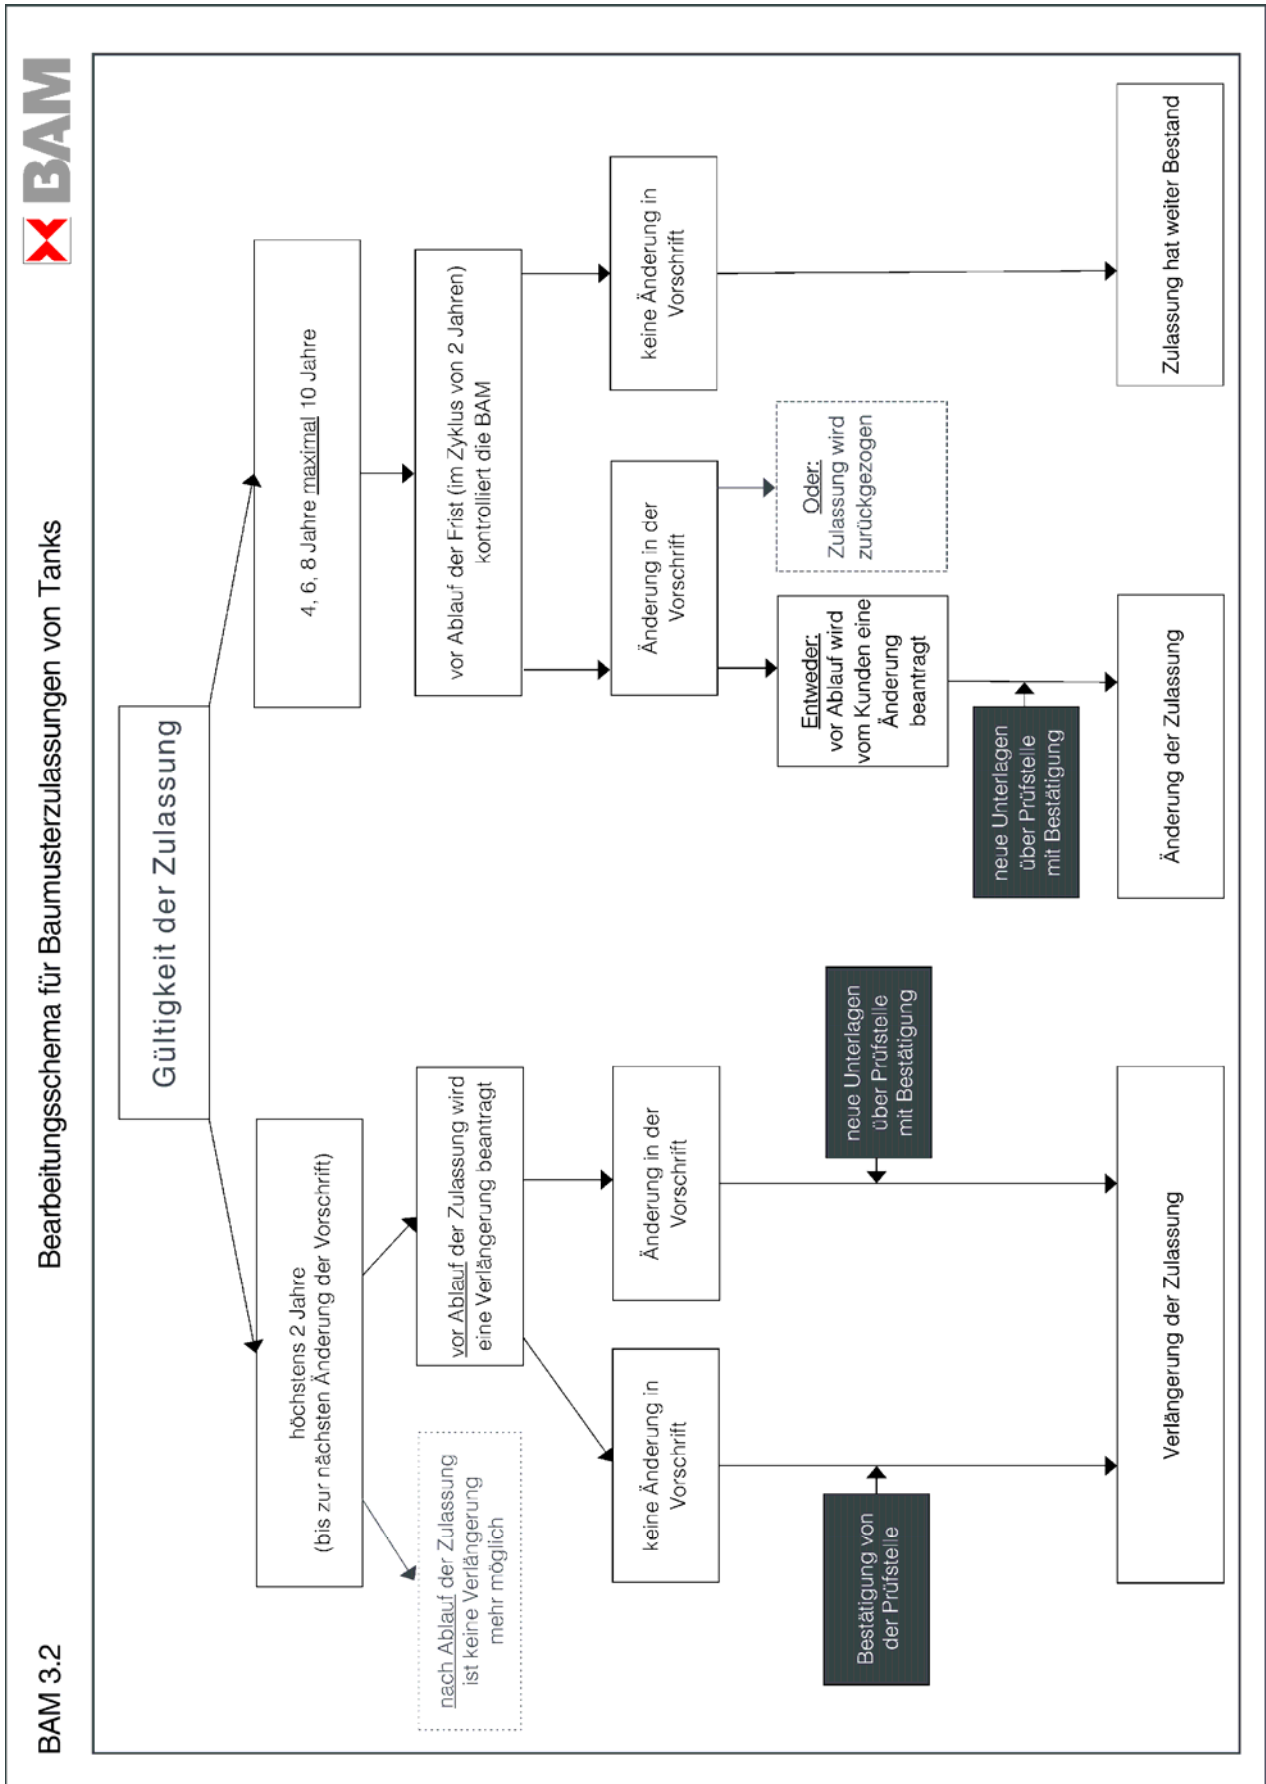 BAM 3.2
Bearbeitungsschema für Baumusterzulassungen von Tanks
BAM
Gültigkeit der Zulassung
höchstens 2 Jahre
(bis zur nächsten Änderung der Vorschrift)
4, 6, 8 Jahre maximal 10 Jahre
nach Ablauf der Zulassung
ist keine Verlängerung
mehr möglich
vor Ablauf der Zulassung wird
eine Verlängerung beantragt
vor Ablauf der Frist (im Zyklus von 2 Jahren)
kontrolliert die BAM
keine Änderung in
Vorschrift
Änderung in der
Vorschrift
Änderung in der
Vorschrift
keine Änderung in
Vorschrift
Entweder:
vor Ablauf wird
vom Kunden eine
Änderung
beantragt
Oder:
Zulassung wird
zurückgezogen
Bestätigung von
der Prüfstelle
neue Unterlagen
über Prüfstelle
mit Bestätigung
neue Unterlagen
über Prüfstelle
mit Bestätigung
Verlängerung der Zulassung
Änderung der Zulassung
Zulassung hat weiter Bestand